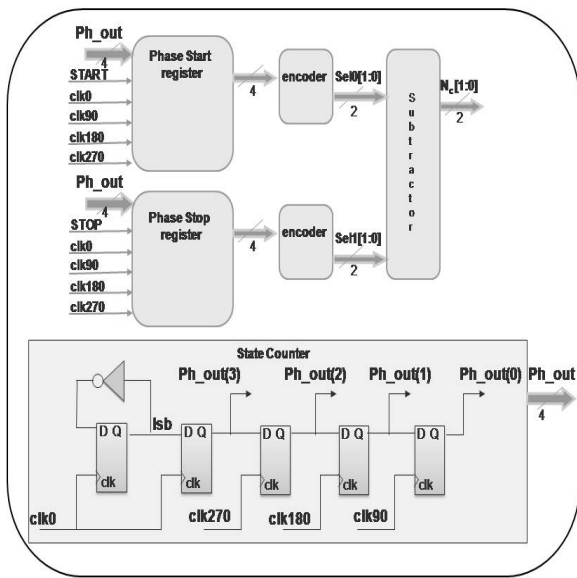 Ph_out
4
START
clk0
clk90
clk180
clk270
Phase Start
register
4
encoder
Sel0[1:0]
2
Subtractor
Nc[1:0]
2
Ph_out
4
STOP
clk0
clk90
clk180
clk270
Phase Stop
register
4
encoder
Sel1[1:0]
2
State Counter
Ph_out(3)
Ph_out(2)
Ph_out(1)
Ph_out(0)
Ph_out
4
lsb
D Q
clk
D Q
clk
D Q
clk
D Q
clk
D Q
clk
clk0
clk270
clk180
clk90